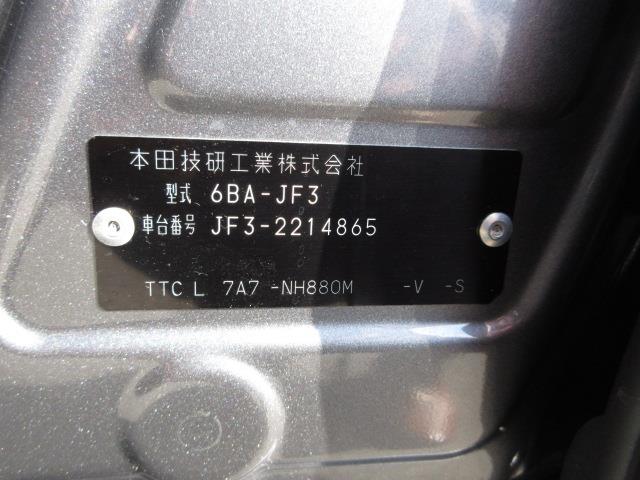 本田技研工業株式会社
型式 6BA-JF3
車台番号 JF3-2214865
TTC L 7A7 -NH880M -V -S